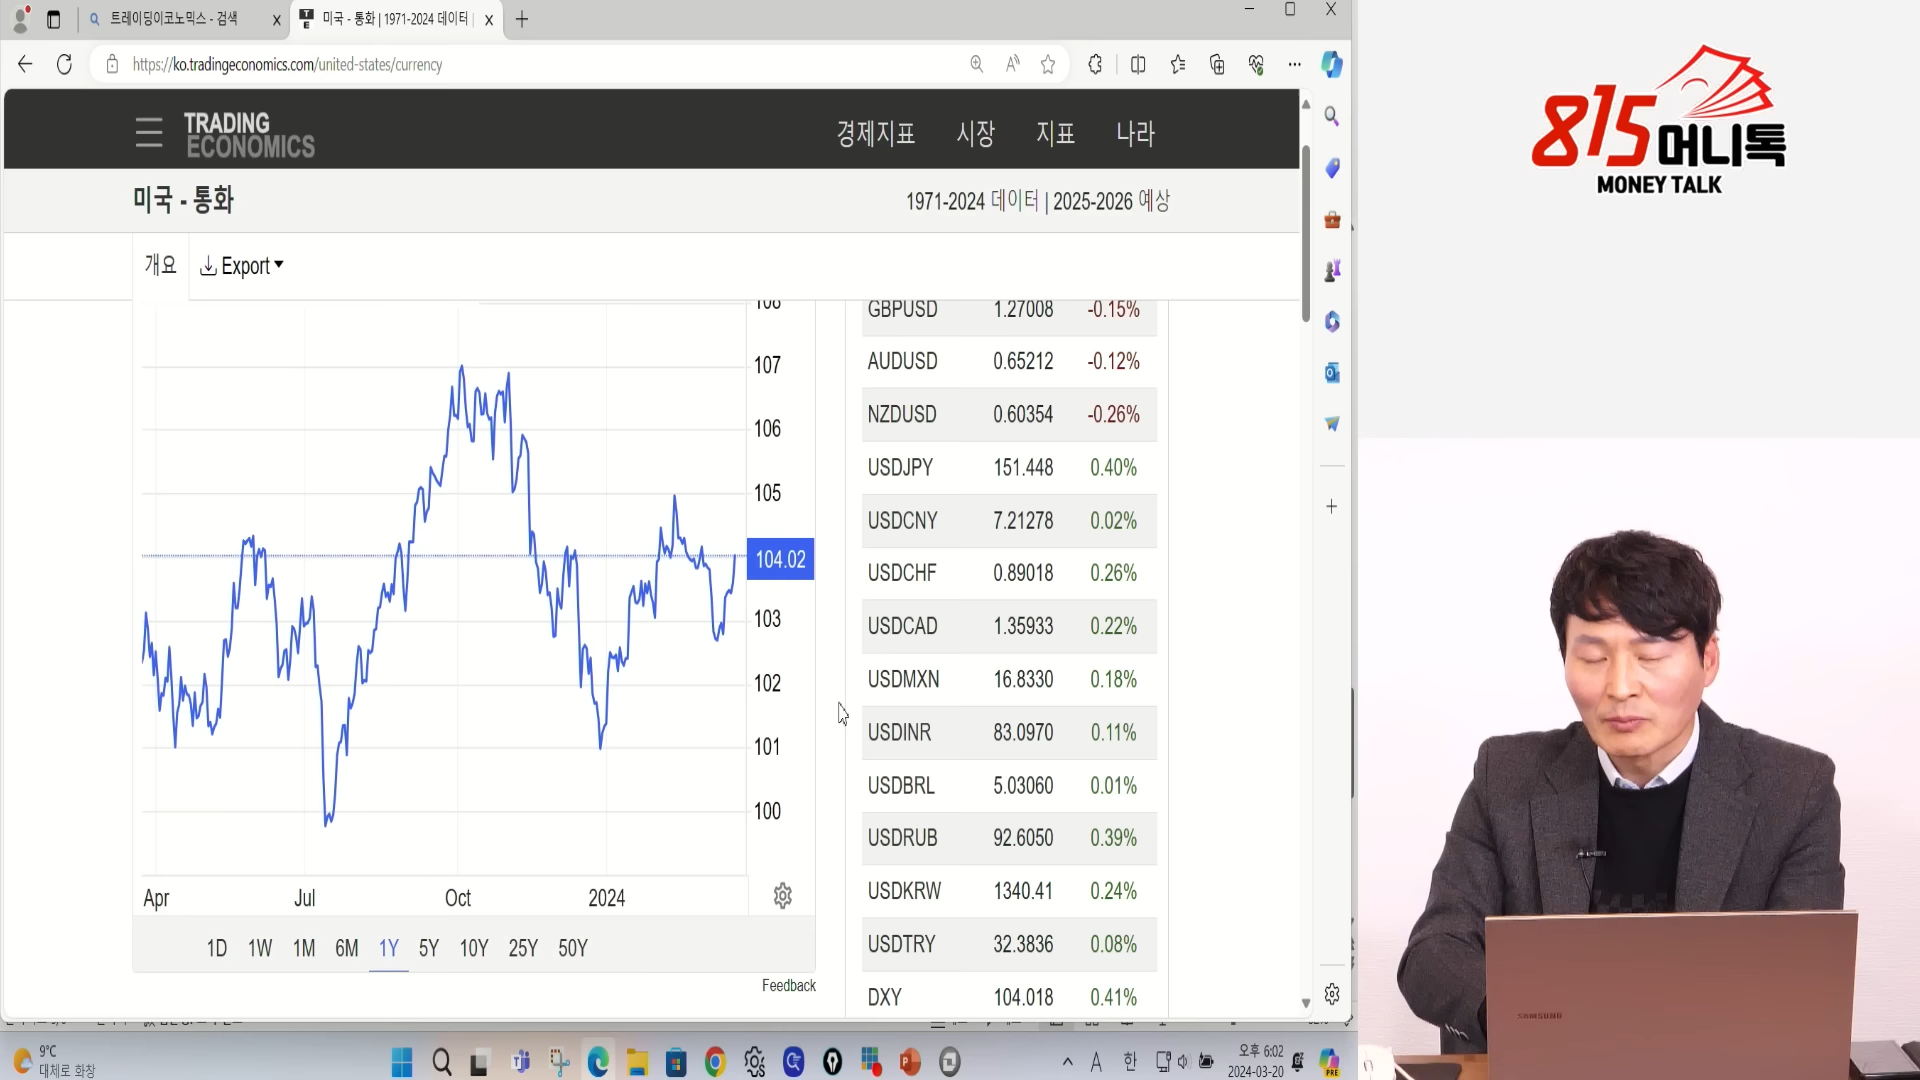 트레이딩이코노믹스 - 검색
미국 - 통화 | 1971-2024 데이터
https://ko.tradingeconomics.com/united-states/currency
TRADING
ECONOMICS
경제지표 시장 지표 나라
미국 - 통화
1971-2024 데이터 | 2025-2026 예상
개요 Export
108
107
106
105
104.02
103
102
101
100
Apr Jul Oct 2024
1D 1W 1M 6M 1Y 5Y 10Y 25Y 50Y
Feedback
GBPUSD 1.27008 -0.15%
AUDUSD 0.65212 -0.12%
NZDUSD 0.60354 -0.26%
USDJPY 151.448 0.40%
USDCNY 7.21278 0.02%
USDCHF 0.89018 0.26%
USDCAD 1.35933 0.22%
USDMXN 16.8330 0.18%
USDINR 83.0970 0.11%
USDBRL 5.03060 0.01%
USDRUB 92.6050 0.39%
USDKRW 1340.41 0.24%
USDTRY 32.3836 0.08%
DXY 104.018 0.41%
9°C
대체로 화창
A 한
오후 6:02
2024-03-20
PRE
815머니톡
MONEY TALK
SAMSUNG